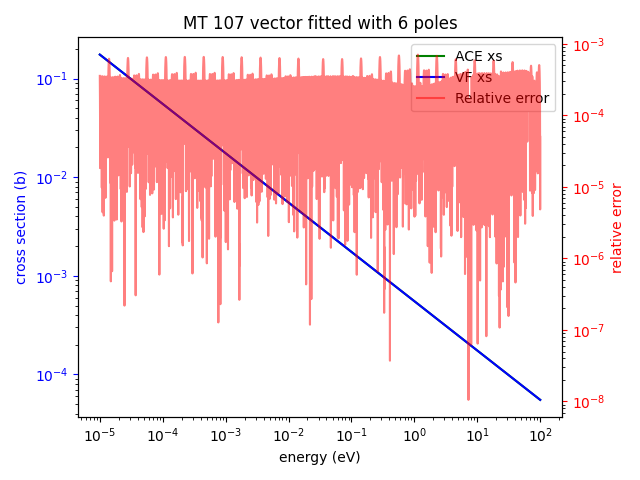 MT 107 vector fitted with 6 poles
ACE xs
VF xs
Relative error
cross section (b)
10⁻¹
10⁻²
10⁻³
10⁻⁴
10⁻³
10⁻⁴
10⁻⁵
10⁻⁶
10⁻⁷
10⁻⁸
relative error
10⁻⁵ 10⁻⁴ 10⁻³ 10⁻² 10⁻¹ 10⁰ 10¹ 10²
energy (eV)